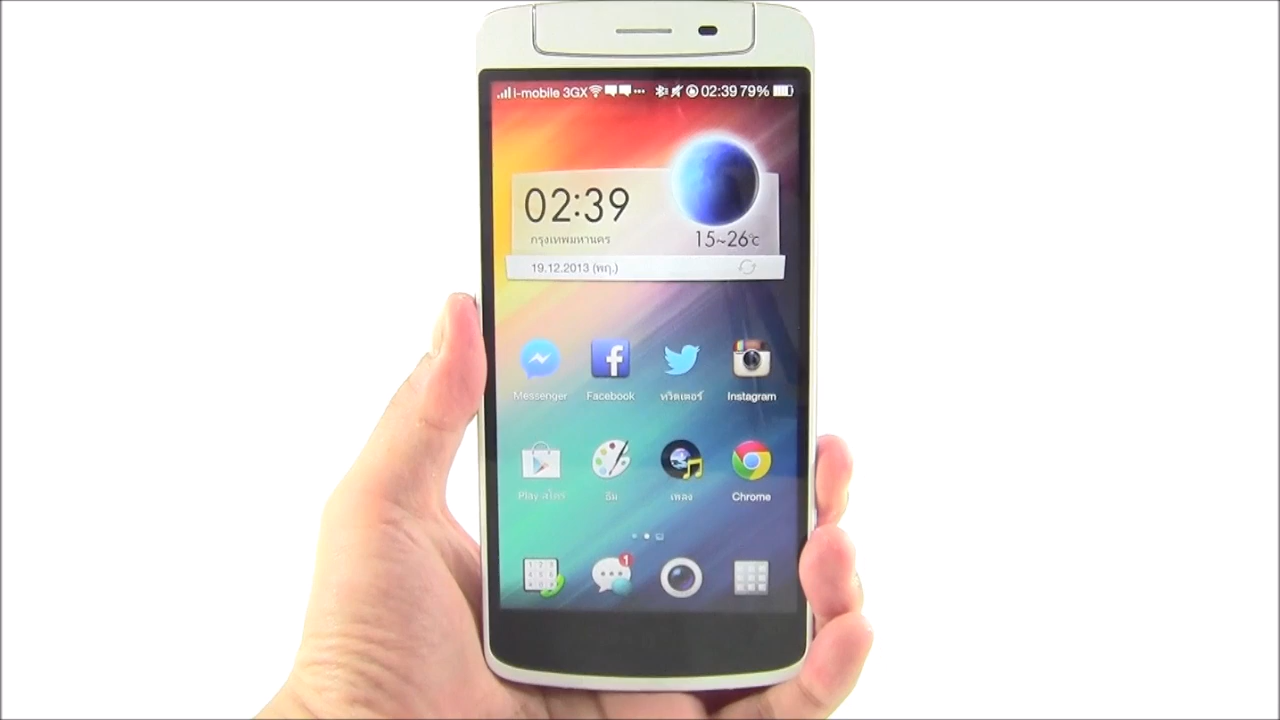 i-mobile 3GX 02:39 79%
02:39
กรุงเทพมหานคร 15~26℃
19.12.2013 (พฤ.)
Messenger Facebook ทวิตเตอร์ Instagram
Play สโตร์ ธีม เพลง Chrome
1